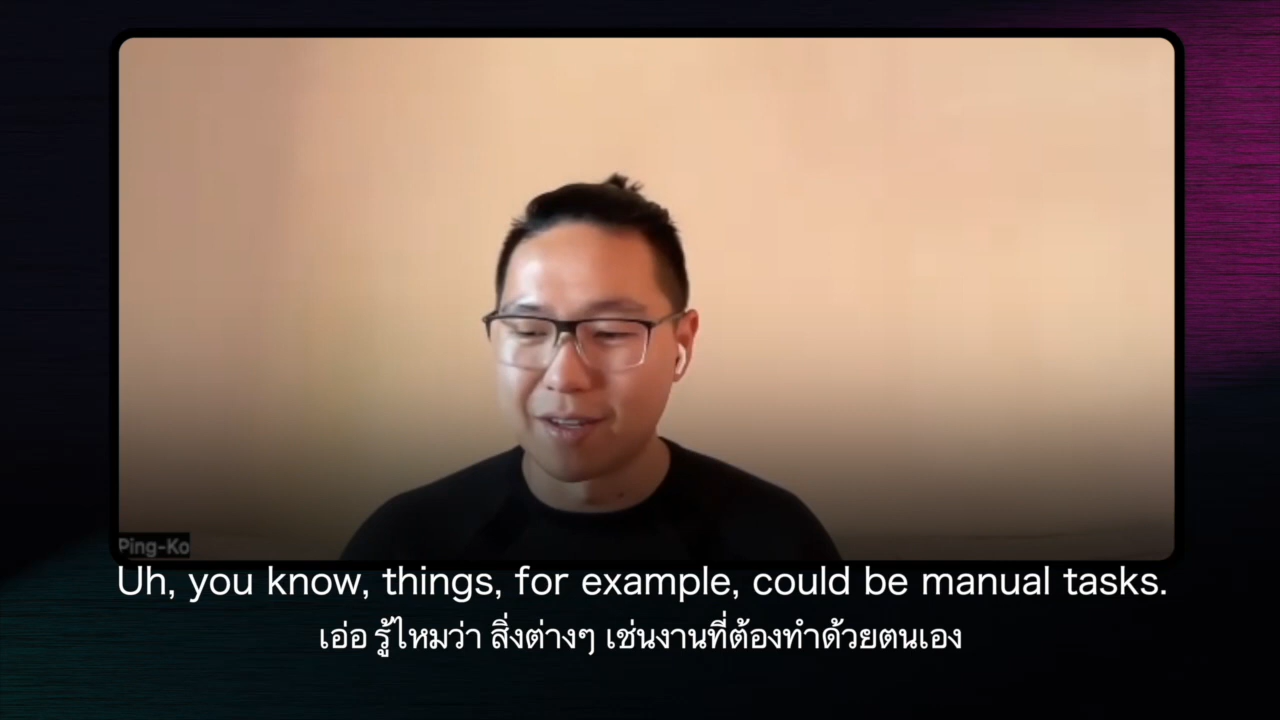 Ping-Ko
Uh, you know, things, for example, could be manual tasks.
เอ่อ รู้ไหมว่า สิ่งต่างๆ เช่นงานที่ต้องทำด้วยตนเอง